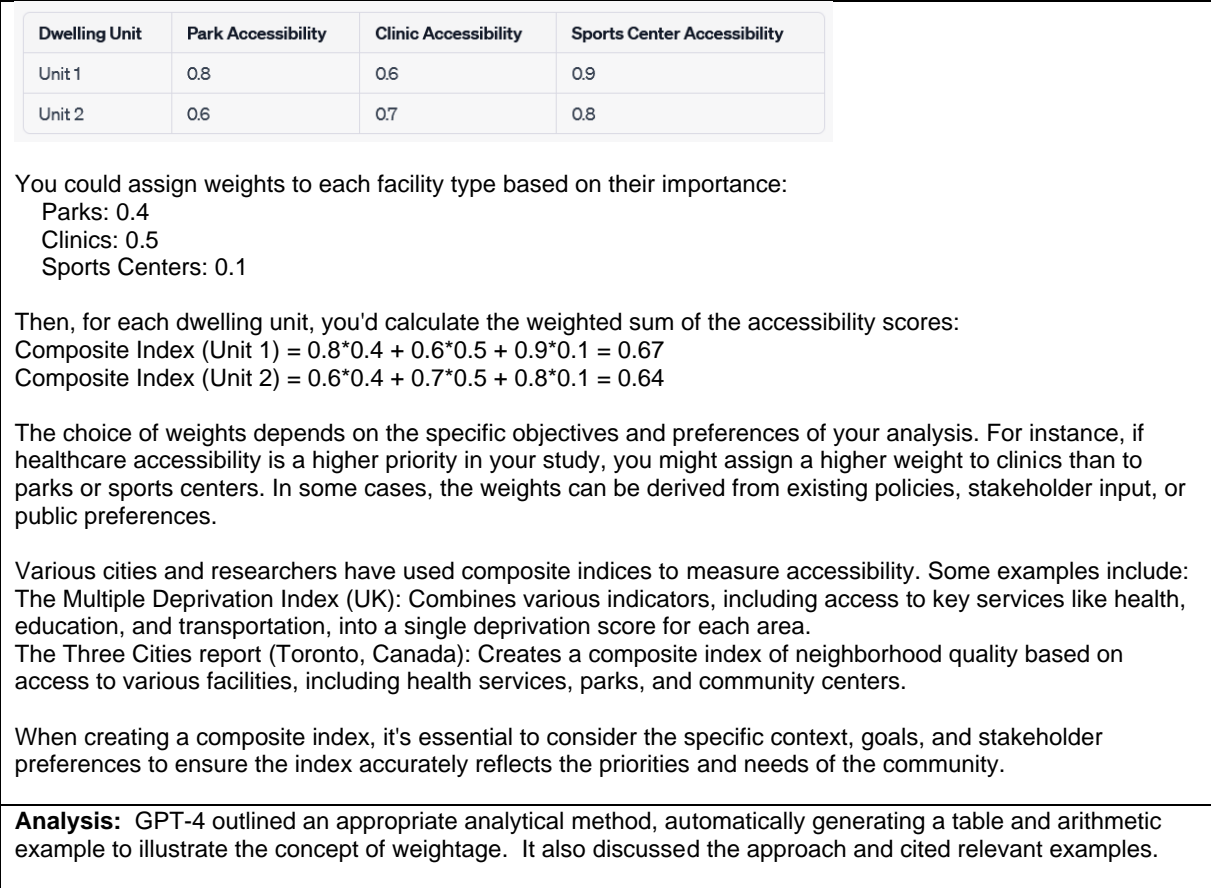 Dwelling Unit Park Accessibility Clinic Accessibility Sports Center Accessibility
Unit 1 0.8 0.6 0.9
Unit 2 0.6 0.7 0.8
You could assign weights to each facility type based on their importance:
Parks: 0.4
Clinics: 0.5
Sports Centers: 0.1
Then, for each dwelling unit, you'd calculate the weighted sum of the accessibility scores:
Composite Index (Unit 1) = 0.8*0.4 + 0.6*0.5 + 0.9*0.1 = 0.67
Composite Index (Unit 2) = 0.6*0.4 + 0.7*0.5 + 0.8*0.1 = 0.64
The choice of weights depends on the specific objectives and preferences of your analysis. For instance, if
healthcare accessibility is a higher priority in your study, you might assign a higher weight to clinics than to
parks or sports centers. In some cases, the weights can be derived from existing policies, stakeholder input, or
public preferences.
Various cities and researchers have used composite indices to measure accessibility. Some examples include:
The Multiple Deprivation Index (UK): Combines various indicators, including access to key services like health,
education, and transportation, into a single deprivation score for each area.
The Three Cities report (Toronto, Canada): Creates a composite index of neighborhood quality based on
access to various facilities, including health services, parks, and community centers.
When creating a composite index, it's essential to consider the specific context, goals, and stakeholder
preferences to ensure the index accurately reflects the priorities and needs of the community.
Analysis: GPT-4 outlined an appropriate analytical method, automatically generating a table and arithmetic
example to illustrate the concept of weightage. It also discussed the approach and cited relevant examples.